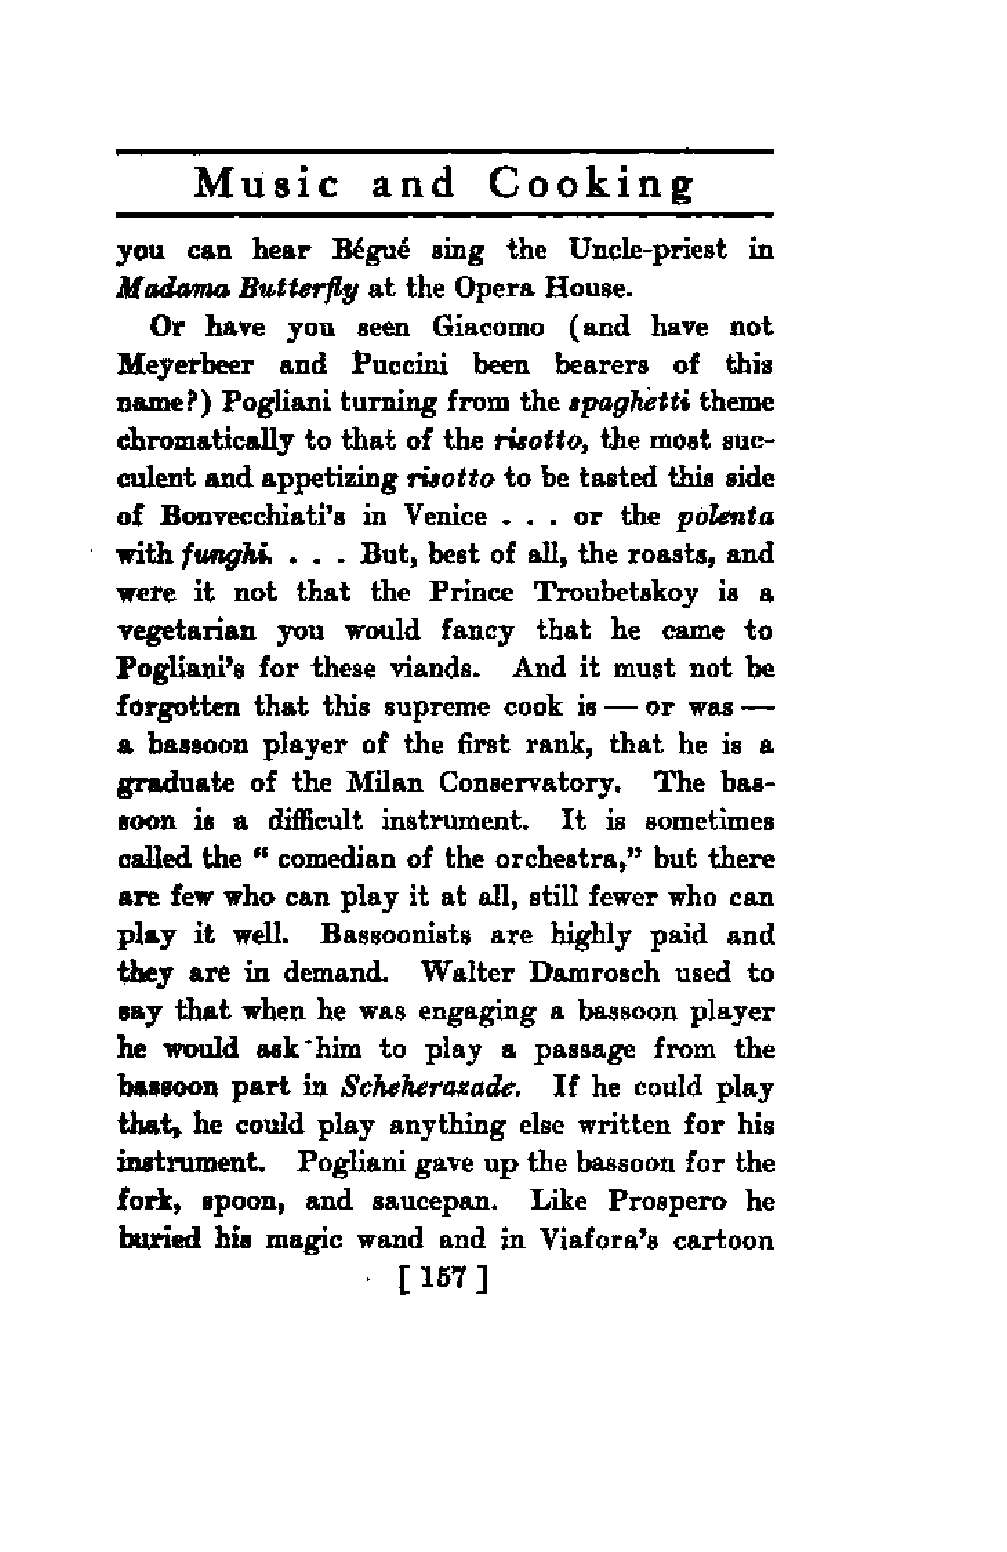 Music and Cooking
you can hear Bégué sing the Uncle-priest in
Madama Butterfly at the Opera House.
Or have you seen Giacomo (and have not
Meyerbeer and Puccini been bearers of this
name?) Pogliani turning from the spaghetti theme
chromatically to that of the risotto, the most suc-
culent and appetizing risotto to be tasted this side
of Bonvecchiati's in Venice . . . or the polenta
with funghi. . . . But, best of all, the roasts, and
were it not that the Prince Troubetskoy is a
vegetarian you would fancy that he came to
Pogliani's for these viands. And it must not be
forgotten that this supreme cook is — or was —
a bassoon player of the first rank, that he is a
graduate of the Milan Conservatory. The bas-
soon is a difficult instrument. It is sometimes
called the " comedian of the orchestra," but there
are few who can play it at all, still fewer who can
play it well. Bassoonists are highly paid and
they are in demand. Walter Damrosch used to
say that when he was engaging a bassoon player
he would ask him to play a passage from the
bassoon part in Scheherazade. If he could play
that, he could play anything else written for his
instrument. Pogliani gave up the bassoon for the
fork, spoon, and saucepan. Like Prospero he
buried his magic wand and in Viafora's cartoon
[ 157 ]